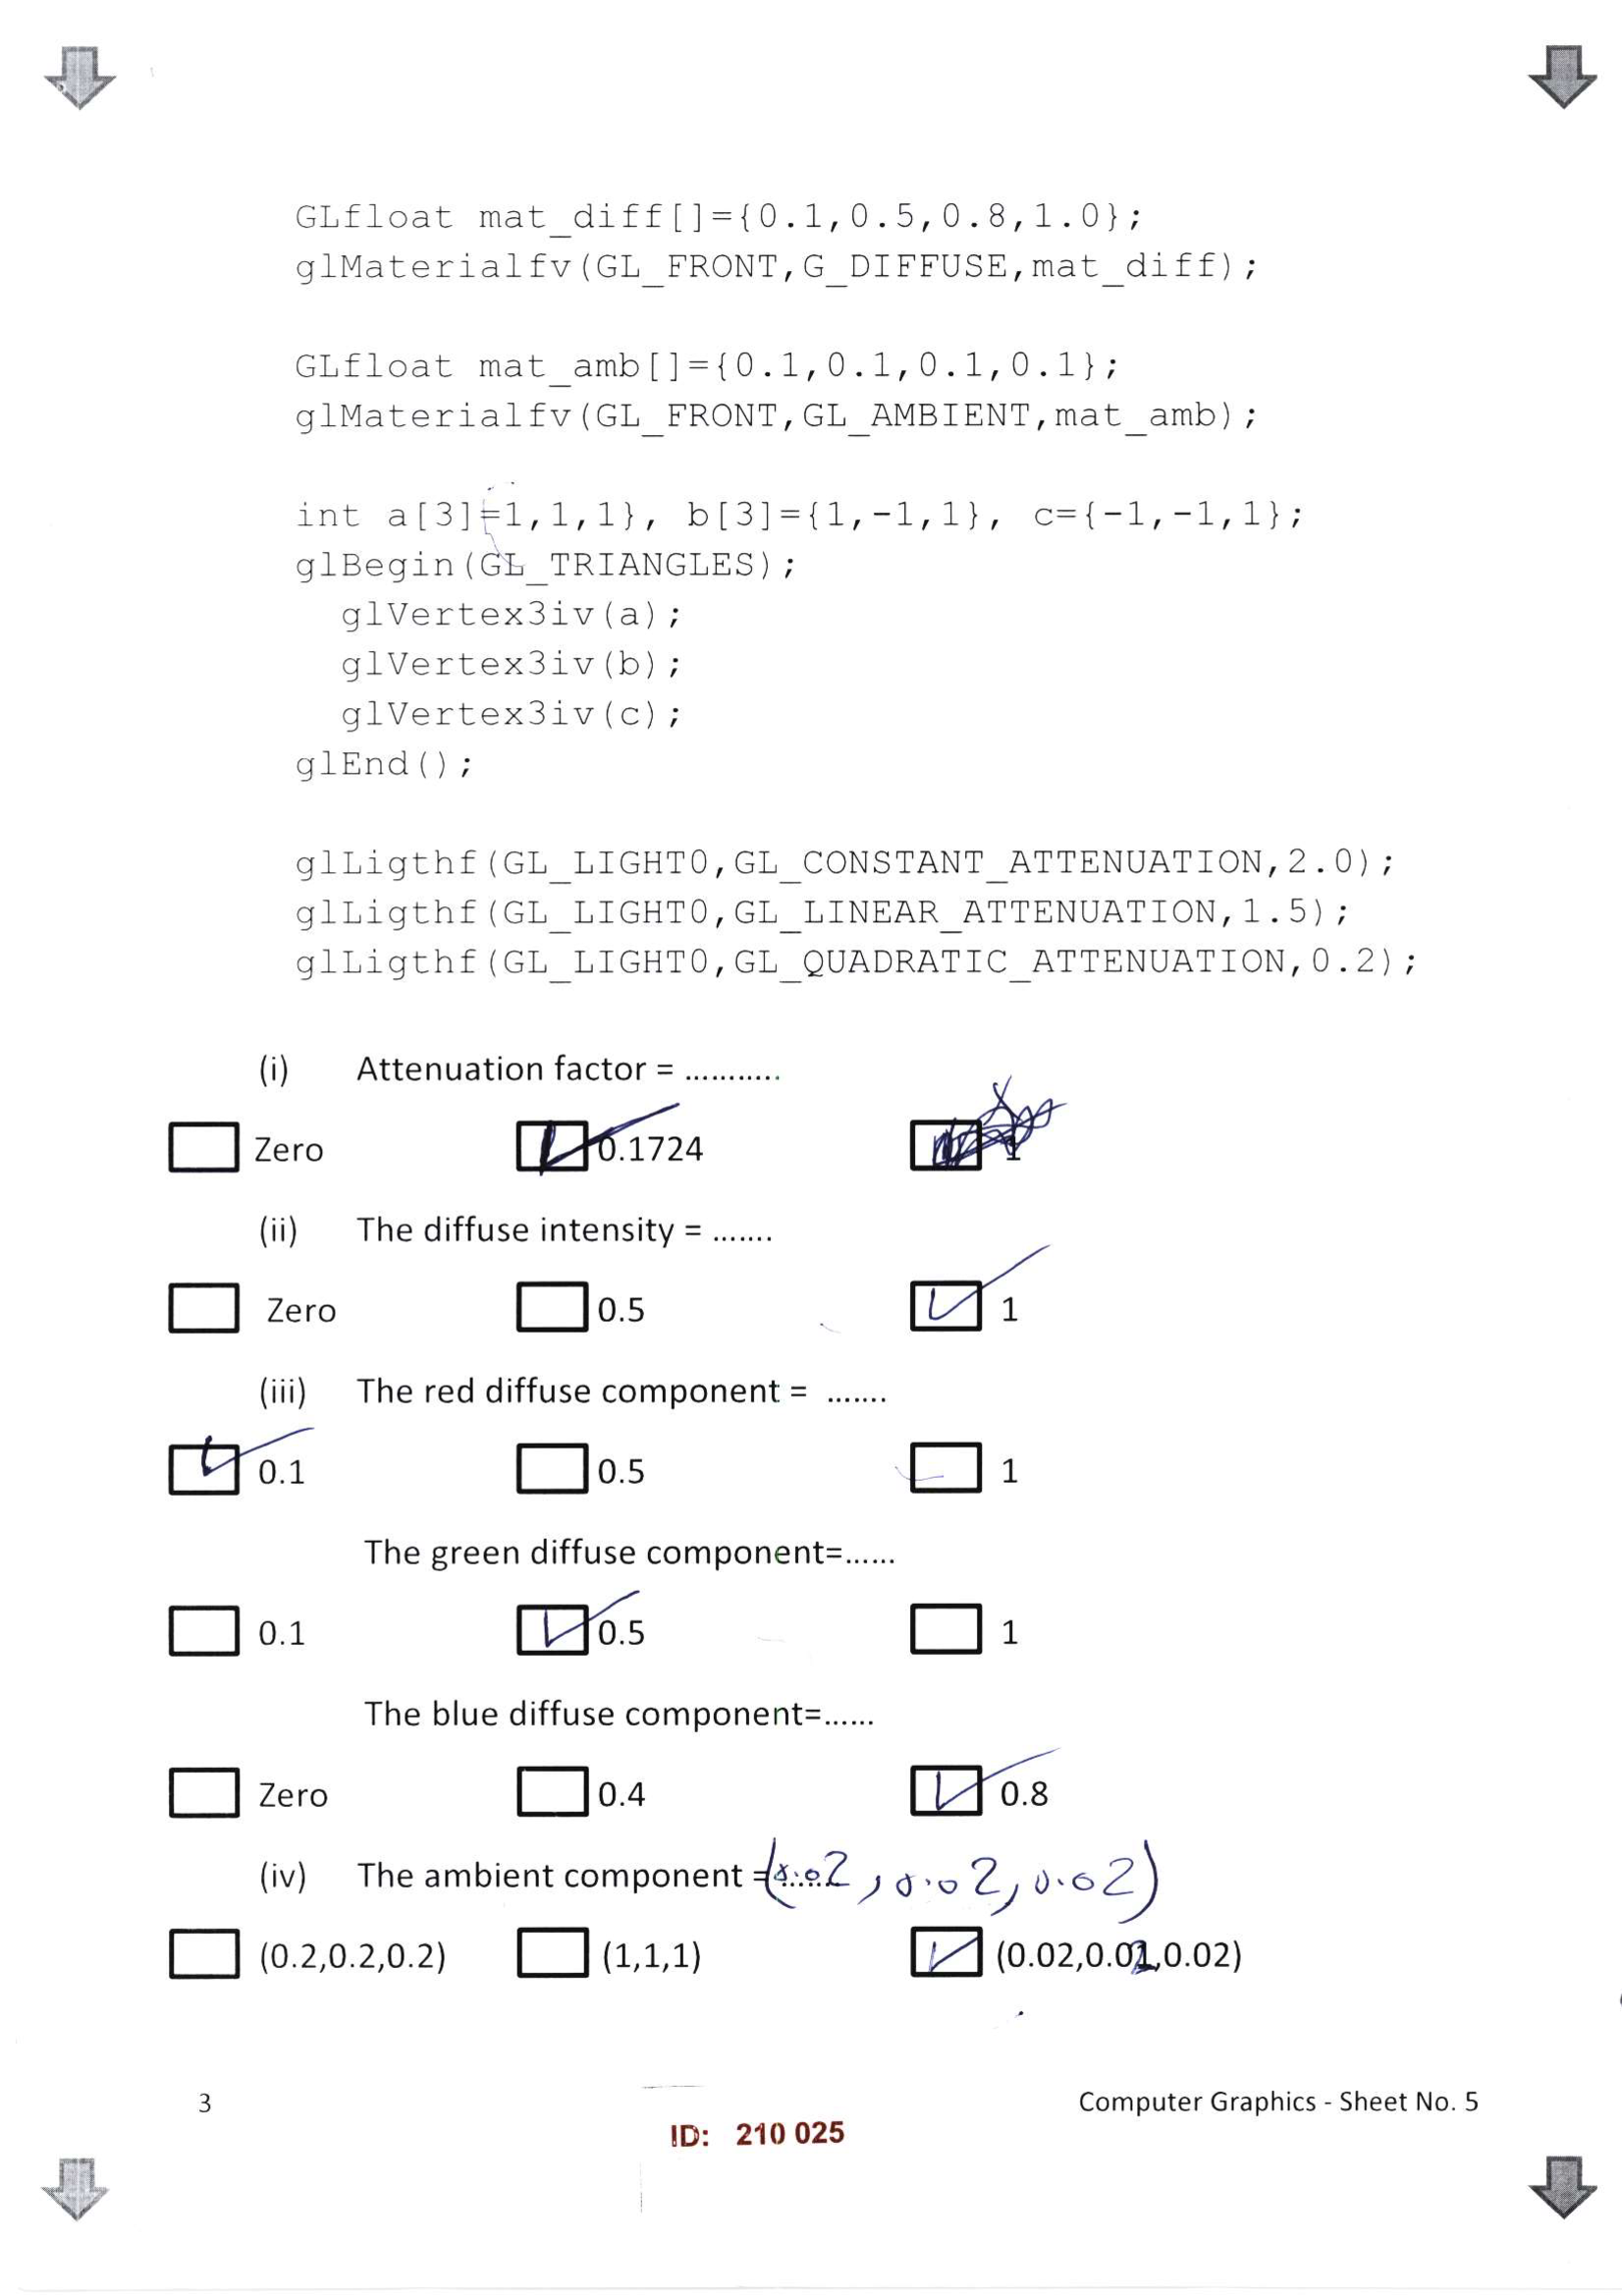 GLfloat mat_diff[]={0.1,0.5,0.8,1.0};
glMaterialfv(GL_FRONT,G_DIFFUSE,mat_diff);
GLfloat mat_amb[]={0.1,0.1,0.1,0.1};
glMaterialfv(GL_FRONT,GL_AMBIENT,mat_amb);
int a[3]=1,1,1}, b[3]={1,-1,1}, c={-1,-1,1};
glBegin(GL_TRIANGLES);
glVertex3iv(a);
glVertex3iv(b);
glVertex3iv(c);
glEnd();
glLigthf(GL_LIGHT0,GL_CONSTANT_ATTENUATION,2.0);
glLigthf(GL_LIGHT0,GL_LINEAR_ATTENUATION,1.5);
glLigthf(GL_LIGHT0,GL_QUADRATIC_ATTENUATION,0.2);
(i) Attenuation factor = ...........
Zero 0.1724 1
(ii) The diffuse intensity = .......
Zero 0.5 1
(iii) The red diffuse component = .......
0.1 0.5 1
The green diffuse component=......
0.1 0.5 1
The blue diffuse component=......
Zero 0.4 0.8
(iv) The ambient component =(0.02, 0.02, 0.02)
(0.2,0.2,0.2) (1,1,1) (0.02,0.02,0.02)
3 Computer Graphics - Sheet No. 5
ID: 210 025